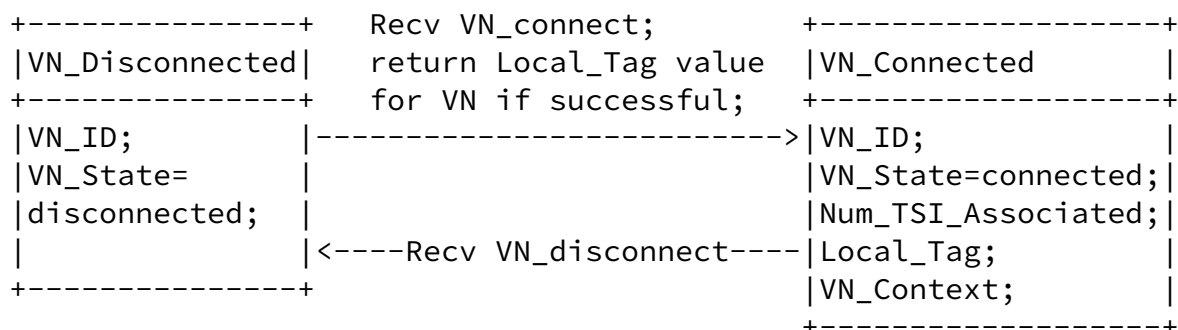 +---------------+   Recv VN_connect;        +-------------------+
|VN_Disconnected|   return Local_Tag value  |VN_Connected       |
+---------------+   for VN if successful;   +-------------------+
|VN_ID;         |-------------------------->|VN_ID;             |
|VN_State=      |                           |VN_State=connected;|
|disconnected;  |                           |Num_TSI_Associated;|
|               |<----Recv VN_disconnect----|Local_Tag;         |
+---------------+                           |VN_Context;        |
                                            +-------------------+